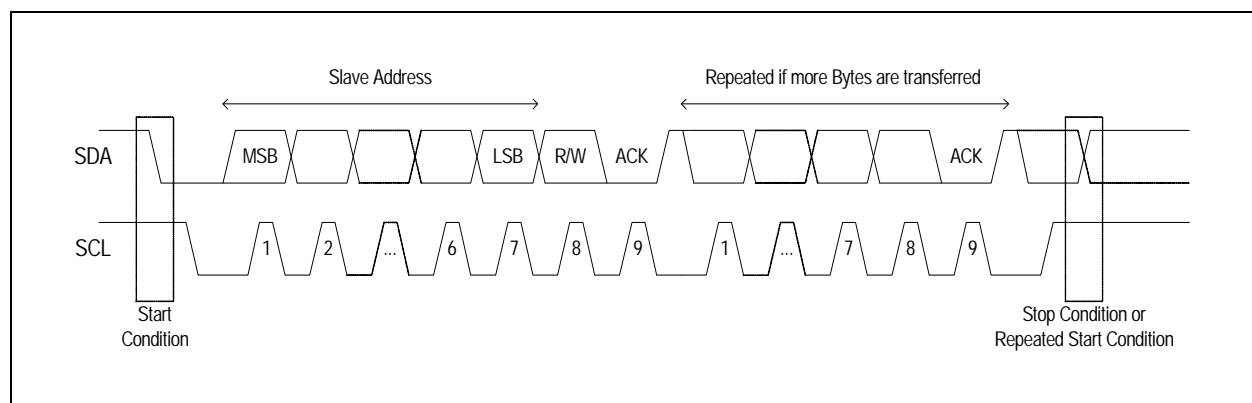 Slave Address
Repeated if more Bytes are transferred
SDA
MSB
LSB
R/W
ACK
ACK
SCL
1
2
...
6
7
8
9
1
...
7
8
9
Start
Condition
Stop Condition or
Repeated Start Condition